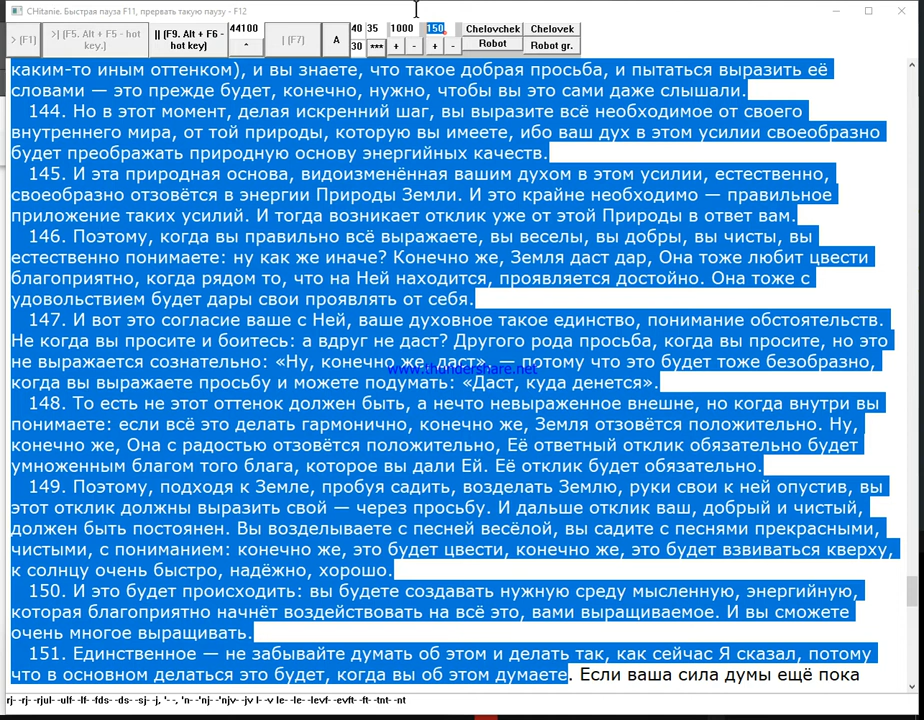 CHitanie. Быстрая пауза F11, прервать такую паузу - F12
> [F1]
>| (F5. Alt + F5 - hot key.)
|| (F9. Alt + F6 - hot key)
44100
^
| (F7)
A
40 35
30 ***
1000
+ -
150
+ -
Chelovchek
Robot
Chelovek
Robot gr.
каким-то иным оттенком), и вы знаете, что такое добрая просьба, и пытаться выразить её
словами — это прежде будет, конечно, нужно, чтобы вы это сами даже слышали.
144. Но в этот момент, делая искренний шаг, вы выразите всё необходимое от своего
внутреннего мира, от той природы, которую вы имеете, ибо ваш дух в этом усилии своеобразно
будет преображать природную основу энергийных качеств.
145. И эта природная основа, видоизменённая вашим духом в этом усилии, естественно,
своеобразно отзовётся в энергии Природы Земли. И это крайне необходимо — правильное
приложение таких усилий. И тогда возникает отклик уже от этой Природы в ответ вам.
146. Поэтому, когда вы правильно всё выражаете, вы веселы, вы добры, вы чисты, вы
естественно понимаете: ну как же иначе? Конечно же, Земля даст дар, Она тоже любит цвести
благоприятно, когда рядом то, что на Ней находится, проявляется достойно. Она тоже с
удовольствием будет дары свои проявлять от себя.
147. И вот это согласие ваше с Ней, ваше духовное такое единство, понимание обстоятельств.
Не когда вы просите и боитесь: а вдруг не даст? Другого рода просьба, когда вы просите, но это
не выражается сознательно: «Ну, конечно же, даст», — потому что это будет тоже безобразно,
www.thundershare.net
когда вы выражаете просьбу и можете подумать: «Даст, куда денется».
148. То есть не этот оттенок должен быть, а нечто невыраженное внешне, но когда внутри вы
понимаете: если всё это делать гармонично, конечно же, Земля отзовётся положительно. Ну,
конечно же, Она с радостью отзовётся положительно, Её ответный отклик обязательно будет
умноженным благом того блага, которое вы дали Ей. Её отклик будет обязательно.
149. Поэтому, подходя к Земле, пробуя садить, возделать Землю, руки свои к ней опустив, вы
этот отклик должны выразить свой — через просьбу. И дальше отклик ваш, добрый и чистый,
должен быть постоянен. Вы возделываете с песней весёлой, вы садите с песнями прекрасными,
чистыми, с пониманием: конечно же, это будет цвести, конечно же, это будет взвиваться кверху,
к солнцу очень быстро, надёжно, хорошо.
150. И это будет происходить: вы будете создавать нужную среду мысленную, энергийную,
которая благоприятно начнёт воздействовать на всё это, вами выращиваемое. И вы сможете
очень многое выращивать.
151. Единственное — не забывайте думать об этом и делать так, как сейчас Я сказал, потому
что в основном делаться это будет, когда вы об этом думаете. Если ваша сила думы ещё пока
rj- -rj- -rjul- -ulf- -lf- -fds- -ds- -sj- -j, '- -, 'n- -'nj- -'njv- -jv l- -v le- -le- -levf- -evft- -ft- -tnt- -nt